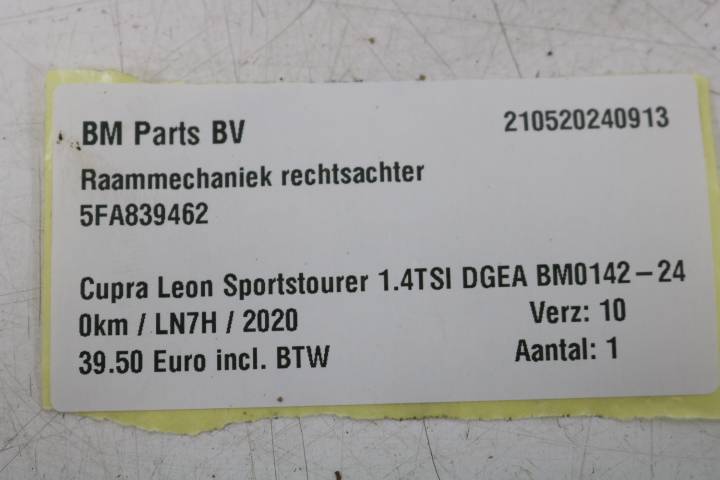 BM Parts BV 210520240913
Raammechaniek rechtsachter
5FA839462
Cupra Leon Sportstourer 1.4TSI DGEA BM0142-24
0km / LN7H / 2020 Verz: 10
39.50 Euro incl. BTW Aantal: 1